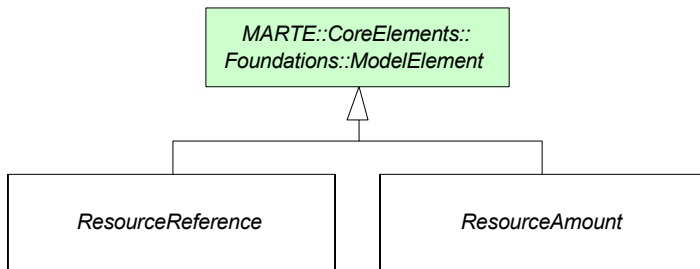 MARTE::CoreElements::
Foundations::ModelElement
ResourceReference
ResourceAmount